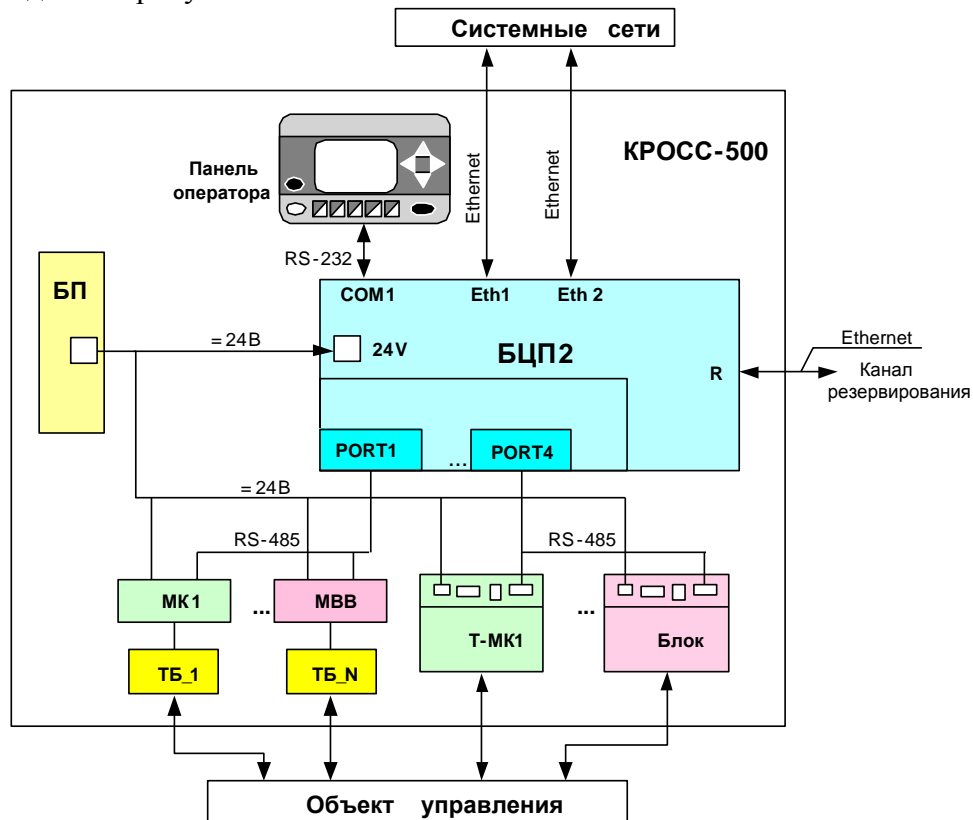 Системные сети
КРОСС-500
Панель
оператора
Ethernet
Ethernet
RS-232
БП
COM1
Eth1
Eth 2
=24В
24V
БЦП2
R
Ethernet
Канал
резервирования
PORT1
...
PORT4
=24В
RS-485
RS-485
МК1
...
МВВ
Т-МК1
...
Блок
ТБ_1
ТБ_N
Объект управления